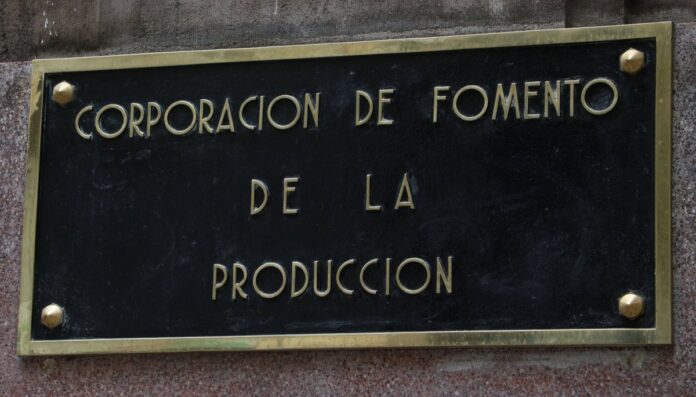 CORPORACION DE FOMENTO
DE LA
PRODUCCION